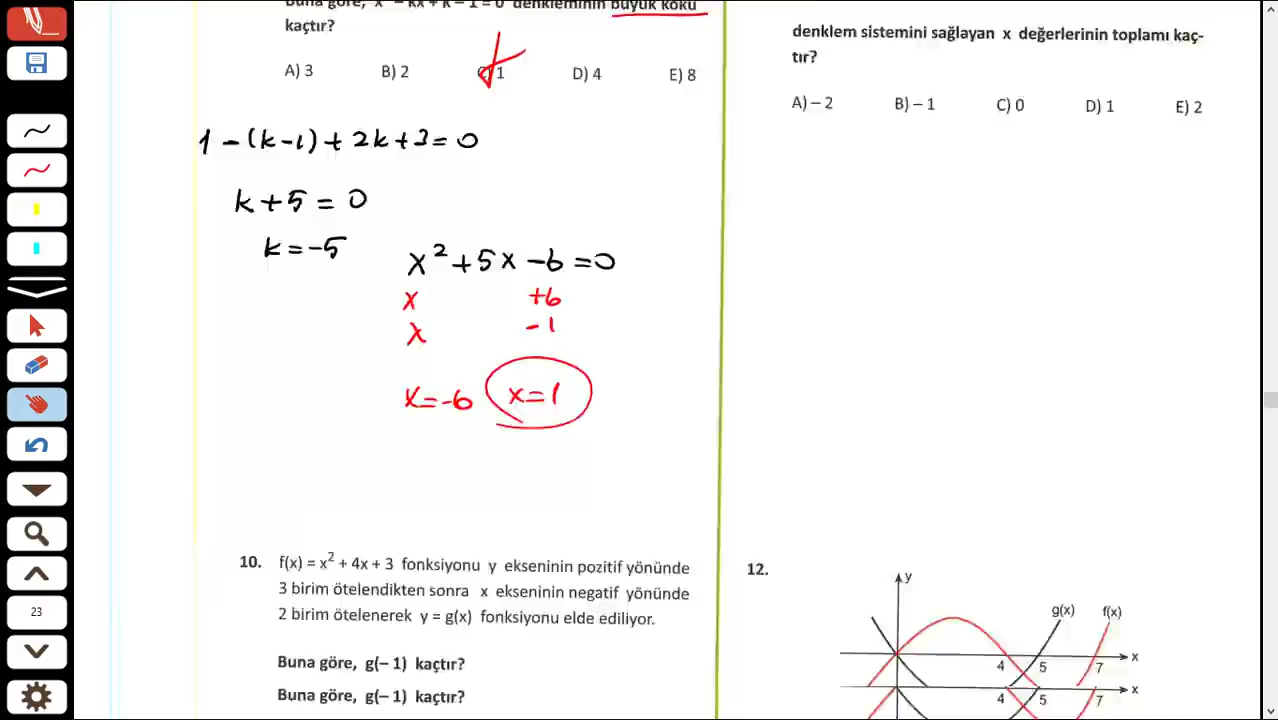 Buna göre, x² – kx + k – 1 = 0 denkleminin büyük kökü
kaçtır?
A) 3 B) 2 C) 1 D) 4 E) 8
1 - (k-1) + 2k + 3 = 0
k + 5 = 0
k = -5
x² + 5x - 6 = 0
x +6
x -1
x = -6 x = 1
10. f(x) = x² + 4x + 3 fonksiyonu y ekseninin pozitif yönünde
3 birim ötelendikten sonra x ekseninin negatif yönünde
2 birim ötelenerek y = g(x) fonksiyonu elde ediliyor.
Buna göre, g(– 1) kaçtır?
Buna göre, g(– 1) kaçtır?
denklem sistemini sağlayan x değerlerinin toplamı kaç-
tır?
A) – 2 B) – 1 C) 0 D) 1 E) 2
12.
y
g(x) f(x)
4 5 7 x
4 5 7 x
23